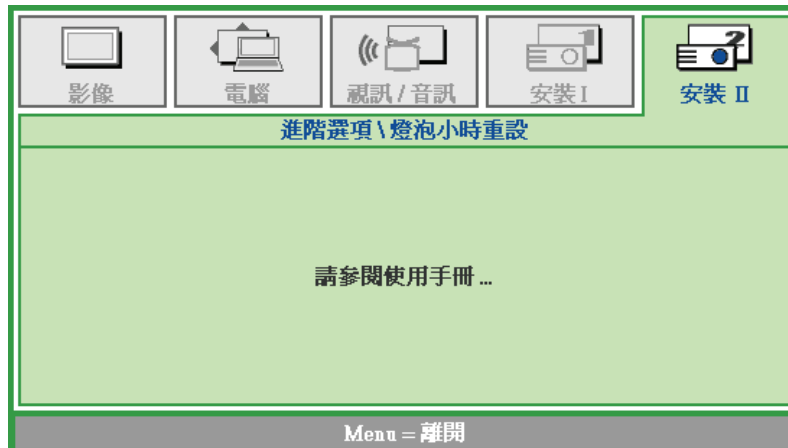 影像
電腦
視訊 / 音訊
安裝 I
安裝 II
進階選項 \ 燈泡小時重設
請參閱使用手冊 ...
Menu = 離開